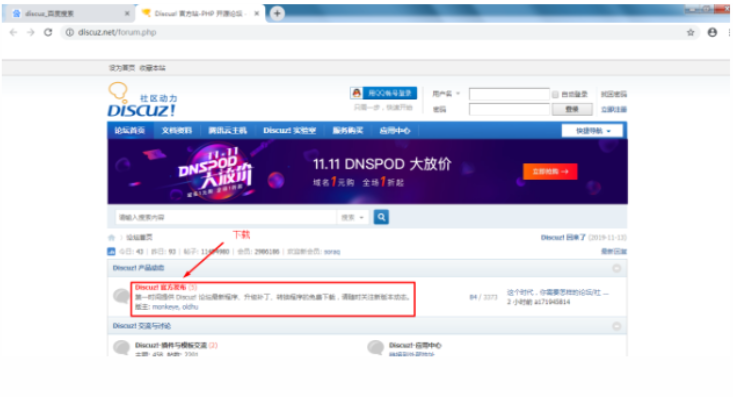 discuz_百度搜索
Discuz! 官方站-PHP 开源论坛 -
discuz.net/forum.php
设为首页 收藏本站
社区动力
DISCUZ!
用QQ帐号登录
只需一步，快速开始
用户名
自动登录 找回密码
密码
登录 立即注册
论坛首页 文档资料 腾讯云主机 Discuz! 实验室 服务购买 应用中心
快捷导航
11·11
DNSPOD
大放价
11.11 DNSPOD 大放价
域名1元购 全场1折起
立即抢购
请输入搜索内容
搜索
下载
论坛首页
Discuz! 回来了 (2019-11-12)
今日: 43 | 昨日: 93 | 帖子: | 会员: 2986186 | 欢迎新会员: soraq
最新回复
Discuz! 产品动态
Discuz! 官方发布 (3)
第一时间提供 Discuz! 论坛最新程序、升级补丁、转换程序的免费下载，请随时关注新版本动态。
版主: monkeye, oldhu
84 / 3373
这个时代，你需要怎样的论坛/社 ...
2 小时前 a171943814
Discuz! 交流与讨论
Discuz!-插件与模板交流 (2)
Discuz!-应用中心